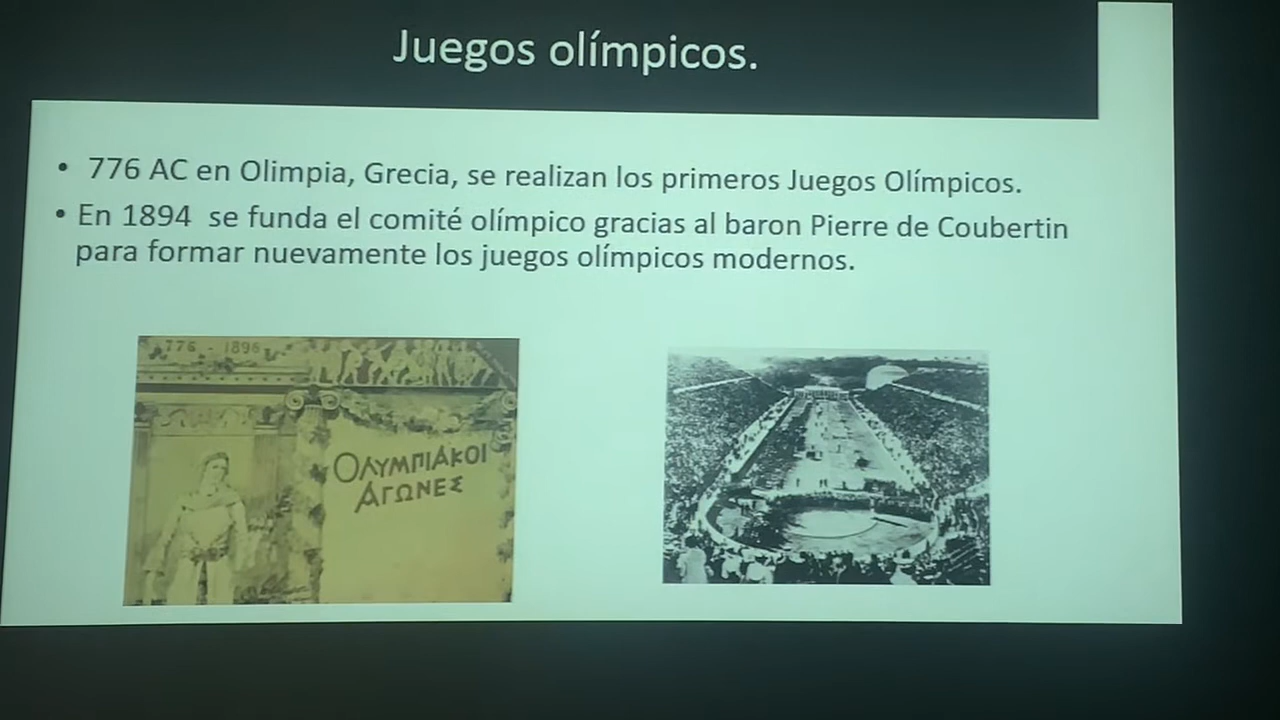 Juegos olímpicos.
• 776 AC en Olimpia, Grecia, se realizan los primeros Juegos Olímpicos.
• En 1894 se funda el comité olímpico gracias al baron Pierre de Coubertin
para formar nuevamente los juegos olímpicos modernos.
776 - 1896
ΟΛΥΜΠΙΑΚΟΙ
ΑΓΩΝΕΣ